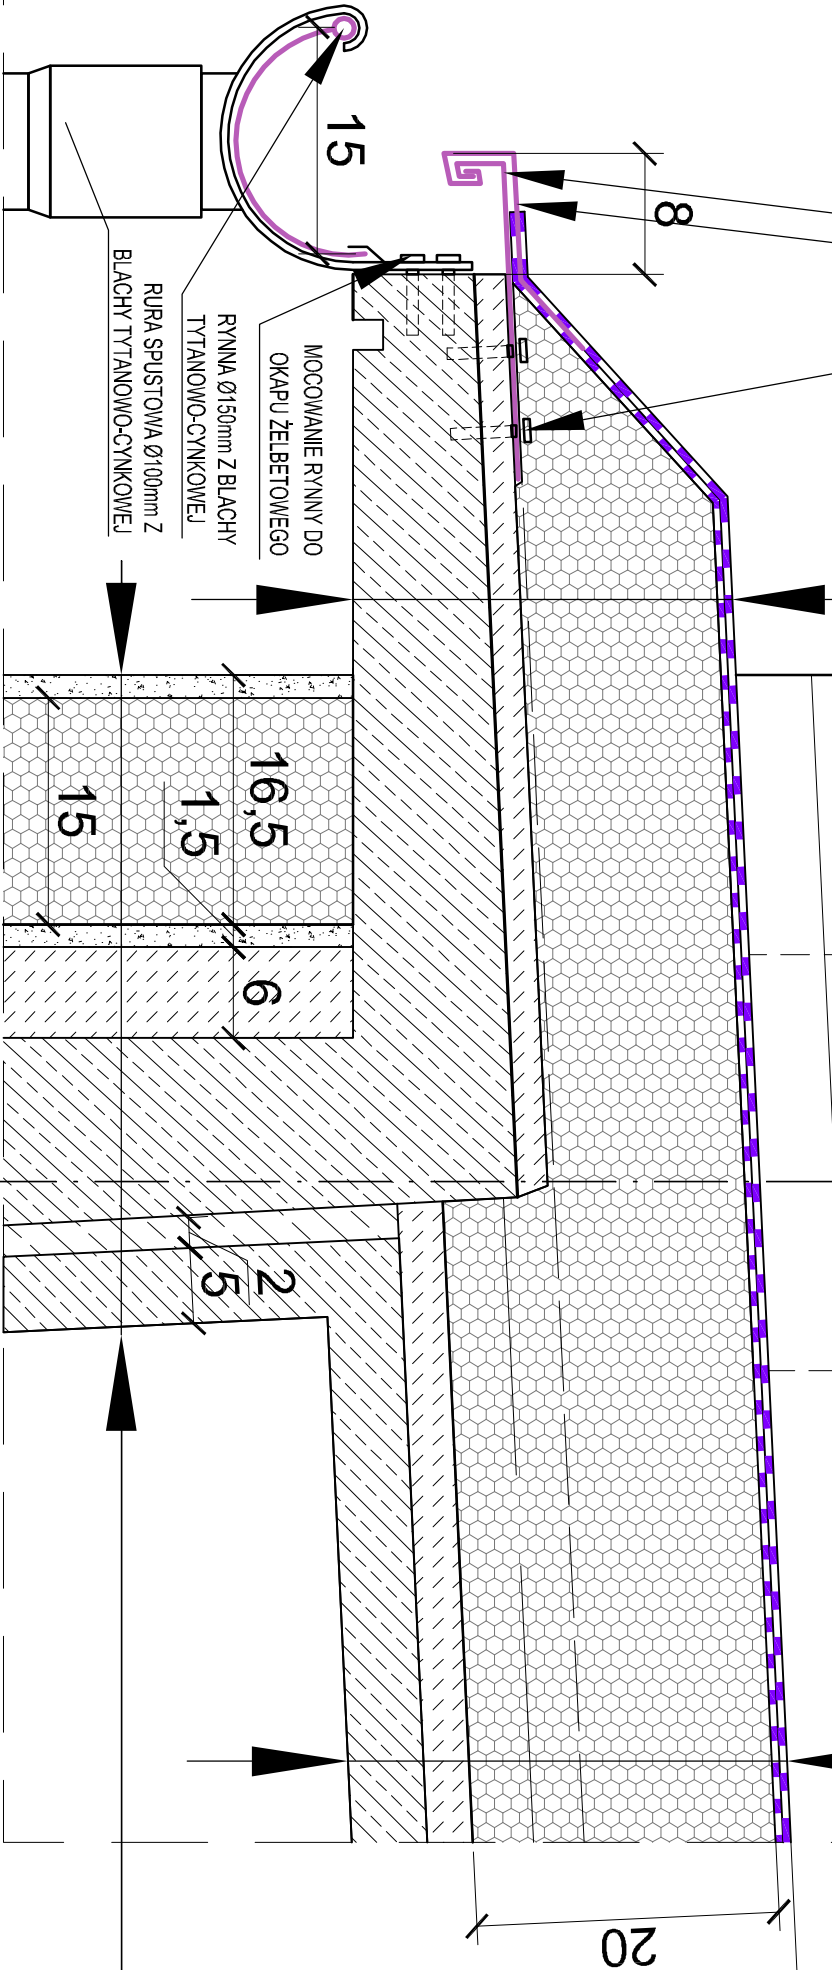 15
8
MOCOWANIE RYNNY DO
OKAPU ŻELBETOWEGO
RYNNA Ø150mm Z BLACHY
TYTANOWO-CYNKOWEJ
RURA SPUSTOWA Ø100mm Z
BLACHY TYTANOWO-CYNKOWEJ
16,5
1,5
15
6
2
5
20